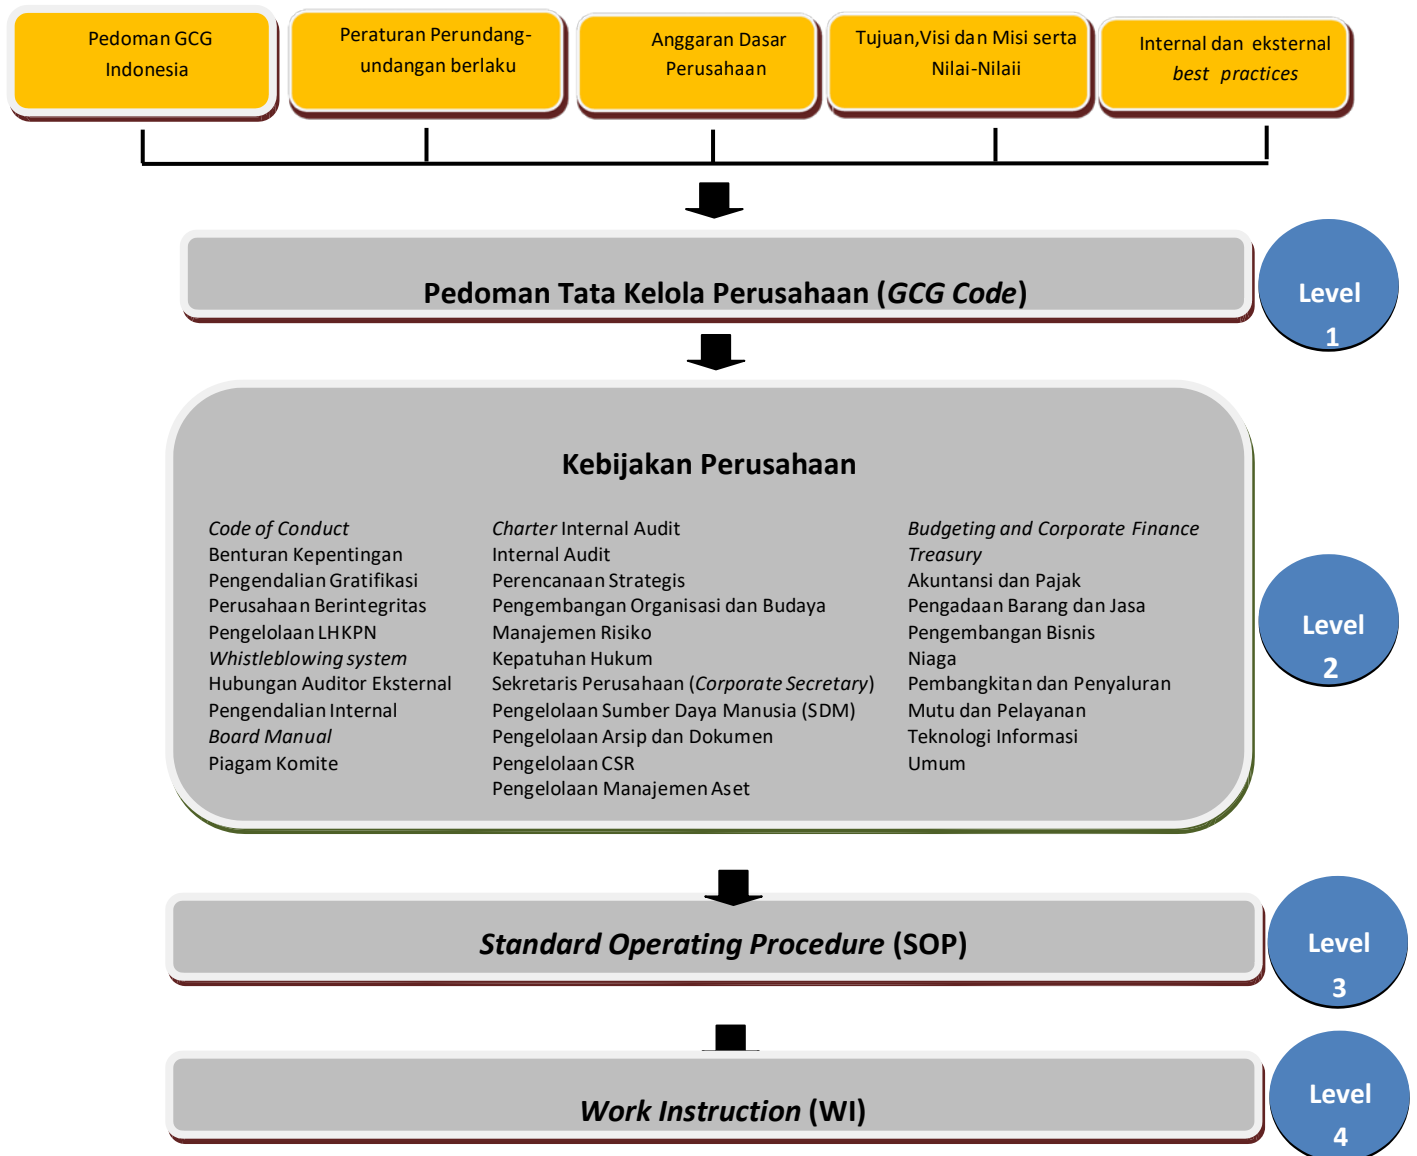 Pedoman GCG
Indonesia
Peraturan Perundang-
undangan berlaku
Anggaran Dasar
Perusahaan
Tujuan,Visi dan Misi serta
Nilai-Nilaii
Internal dan eksternal
best practices
Pedoman Tata Kelola Perusahaan (GCG Code)
Level
1
Kebijakan Perusahaan
Code of Conduct
Benturan Kepentingan
Pengendalian Gratifikasi
Perusahaan Berintegritas
Pengelolaan LHKPN
Whistleblowing system
Hubungan Auditor Eksternal
Pengendalian Internal
Board Manual
Piagam Komite
Charter Internal Audit
Internal Audit
Perencanaan Strategis
Pengembangan Organisasi dan Budaya
Manajemen Risiko
Kepatuhan Hukum
Sekretaris Perusahaan (Corporate Secretary)
Pengelolaan Sumber Daya Manusia (SDM)
Pengelolaan Arsip dan Dokumen
Pengelolaan CSR
Pengelolaan Manajemen Aset
Budgeting and Corporate Finance
Treasury
Akuntansi dan Pajak
Pengadaan Barang dan Jasa
Pengembangan Bisnis
Niaga
Pembangkitan dan Penyaluran
Mutu dan Pelayanan
Teknologi Informasi
Umum
Level
2
Standard Operating Procedure (SOP)
Level
3
Work Instruction (WI)
Level
4